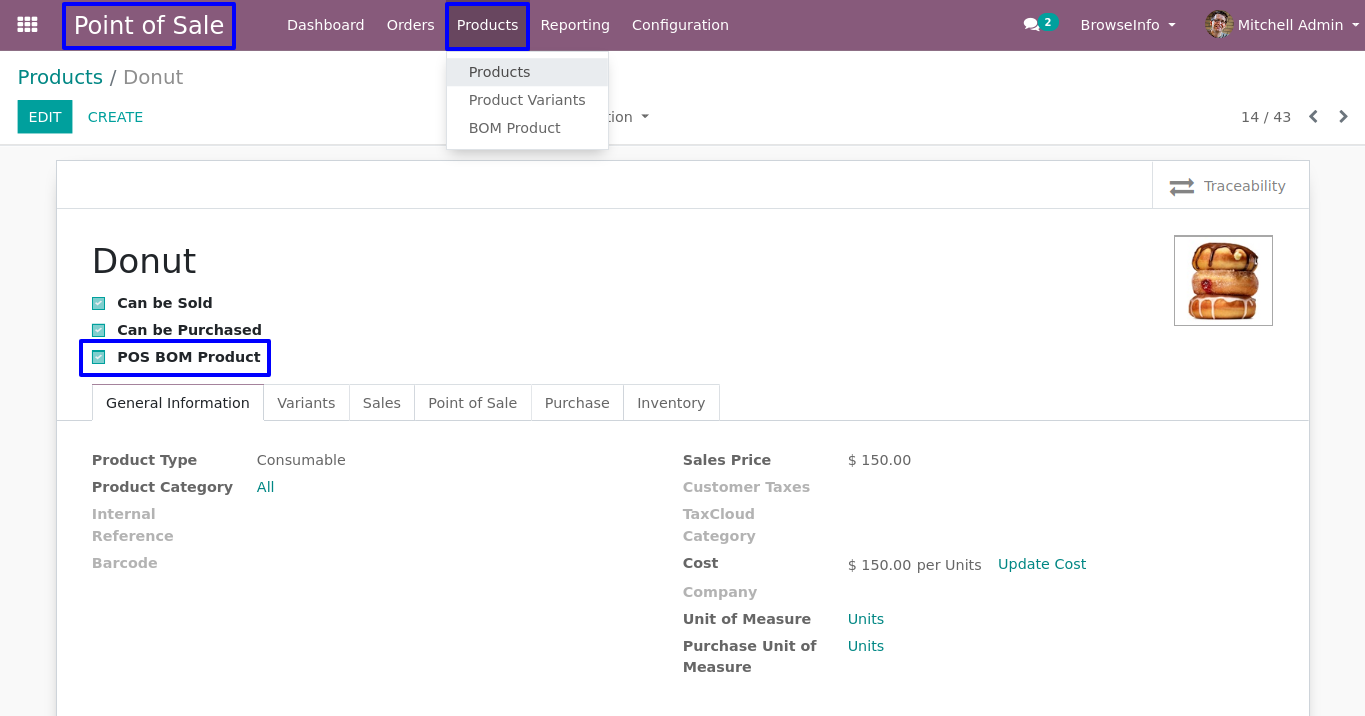 Point of Sale Dashboard Orders Products Reporting Configuration 2 BrowseInfo Mitchell Admin
Products / Donut
Products
Product Variants
BOM Product
EDIT CREATE 14 / 43
Traceability
Donut
Can be Sold
Can be Purchased
POS BOM Product
General Information Variants Sales Point of Sale Purchase Inventory
Product Type Consumable Sales Price $ 150.00
Product Category All Customer Taxes
Internal Reference TaxCloud Category
Barcode Cost $ 150.00 per Units Update Cost
Company
Unit of Measure Units
Purchase Unit of Measure Units